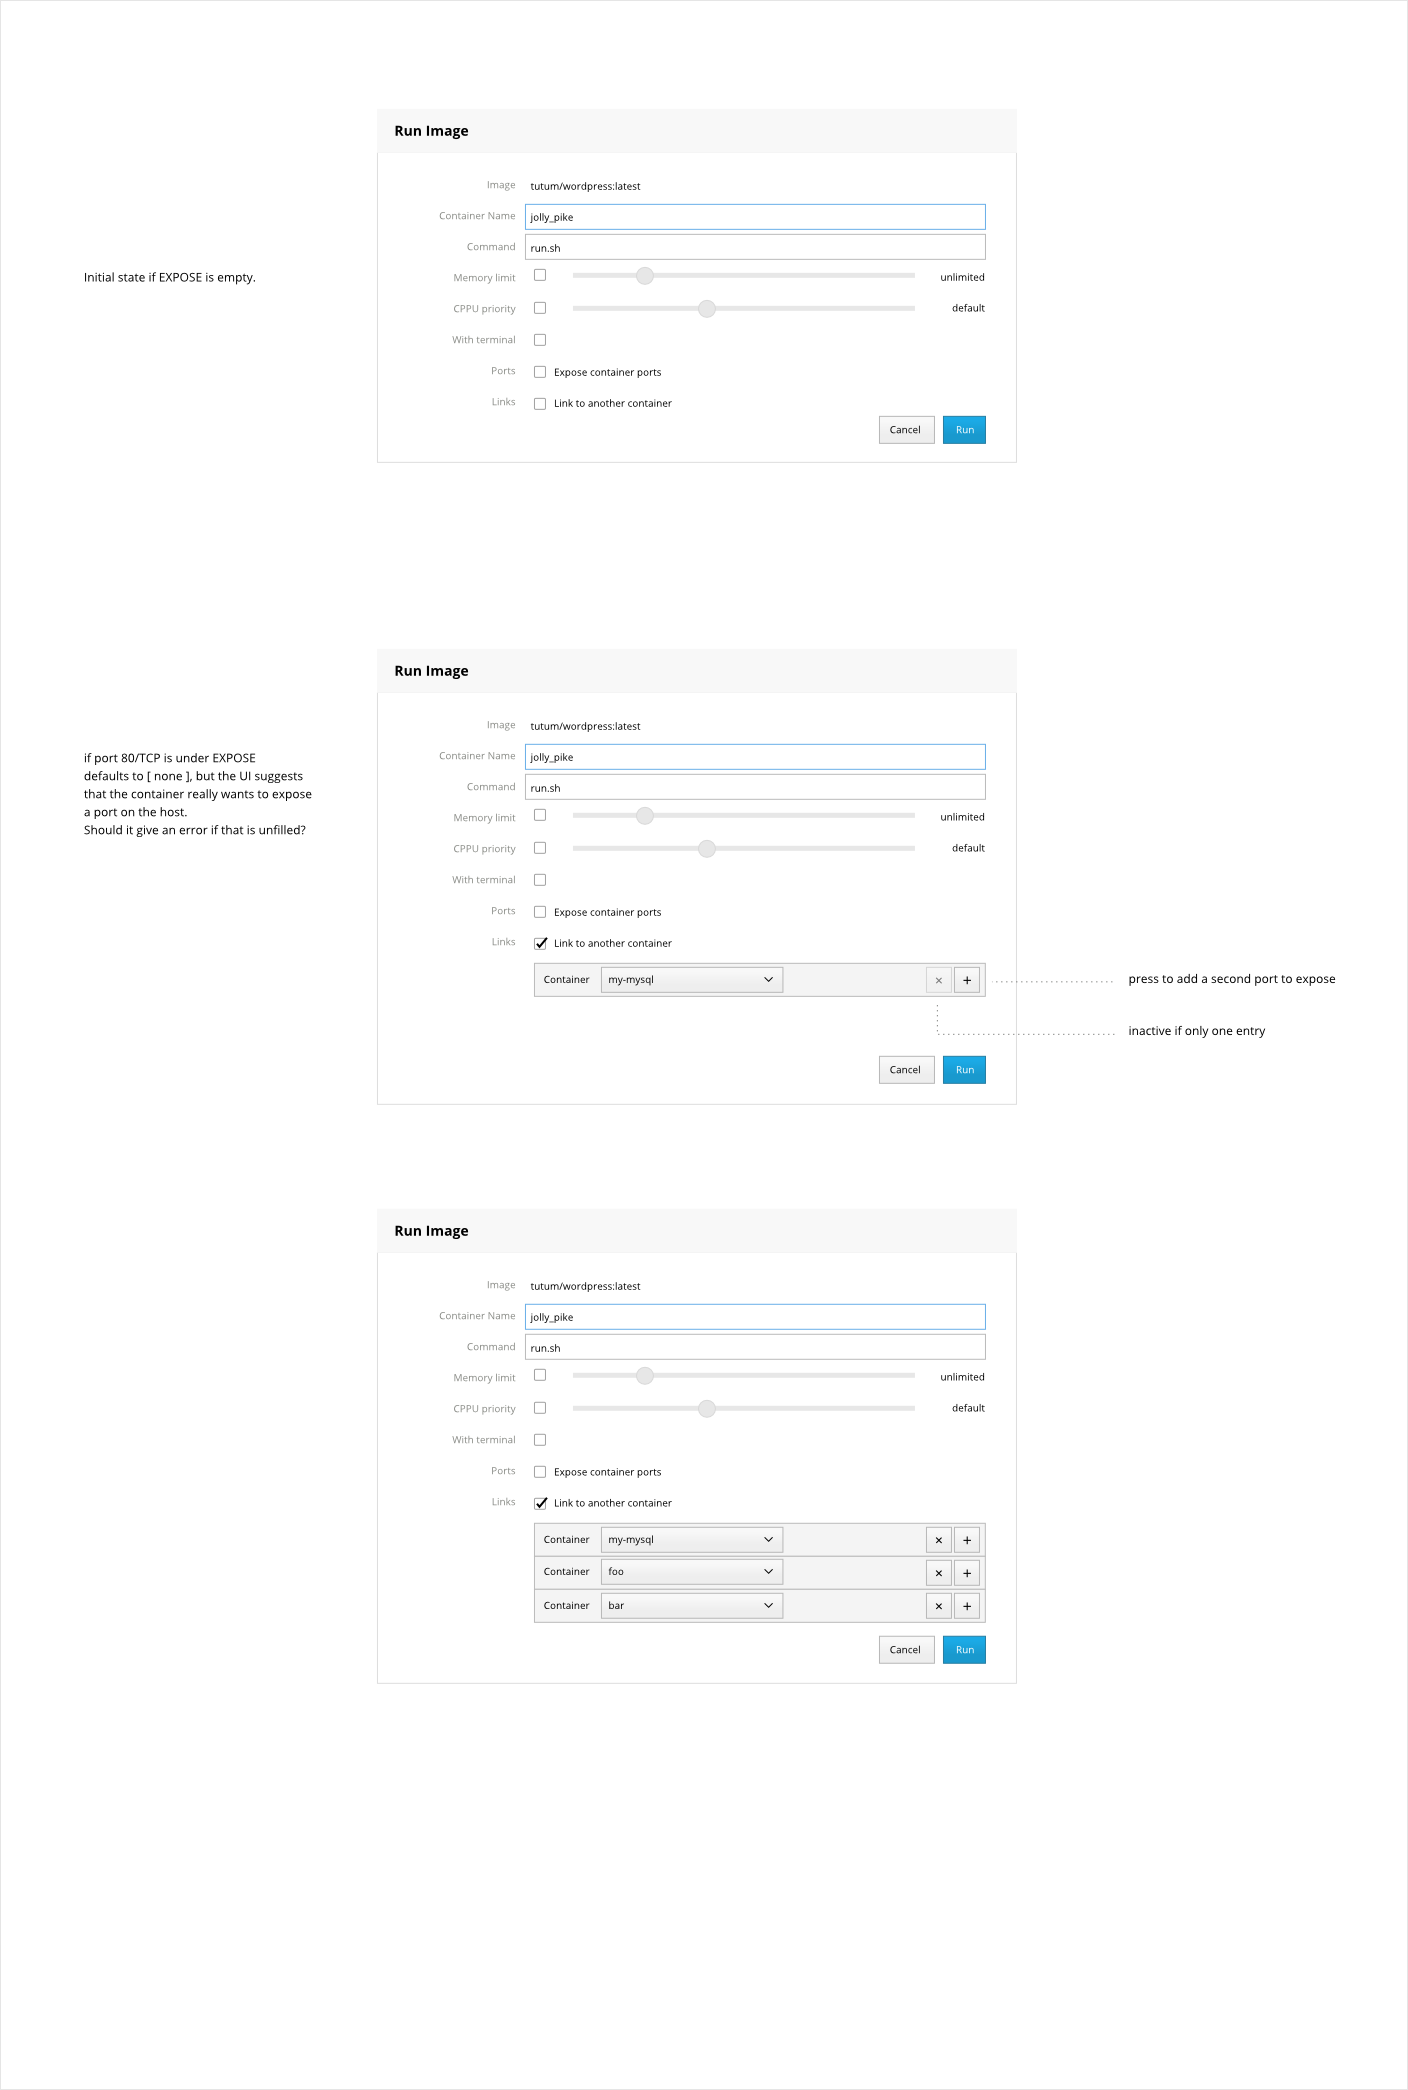 Run Image
Image tutum/wordpress:latest
Container Name jolly_pike
Command run.sh
Initial state if EXPOSE is empty.
Memory limit unlimited
CPPU priority default
With terminal
Ports Expose container ports
Links Link to another container
Cancel Run
Run Image
Image tutum/wordpress:latest
Container Name jolly_pike
Command run.sh
if port 80/TCP is under EXPOSE
defaults to [ none ], but the UI suggests
that the container really wants to expose
a port on the host.
Should it give an error if that is unfilled?
Memory limit unlimited
CPPU priority default
With terminal
Ports Expose container ports
Links Link to another container
Container my-mysql × +
press to add a second port to expose
inactive if only one entry
Cancel Run
Run Image
Image tutum/wordpress:latest
Container Name jolly_pike
Command run.sh
Memory limit unlimited
CPPU priority default
With terminal
Ports Expose container ports
Links Link to another container
Container my-mysql × +
Container foo × +
Container bar × +
Cancel Run